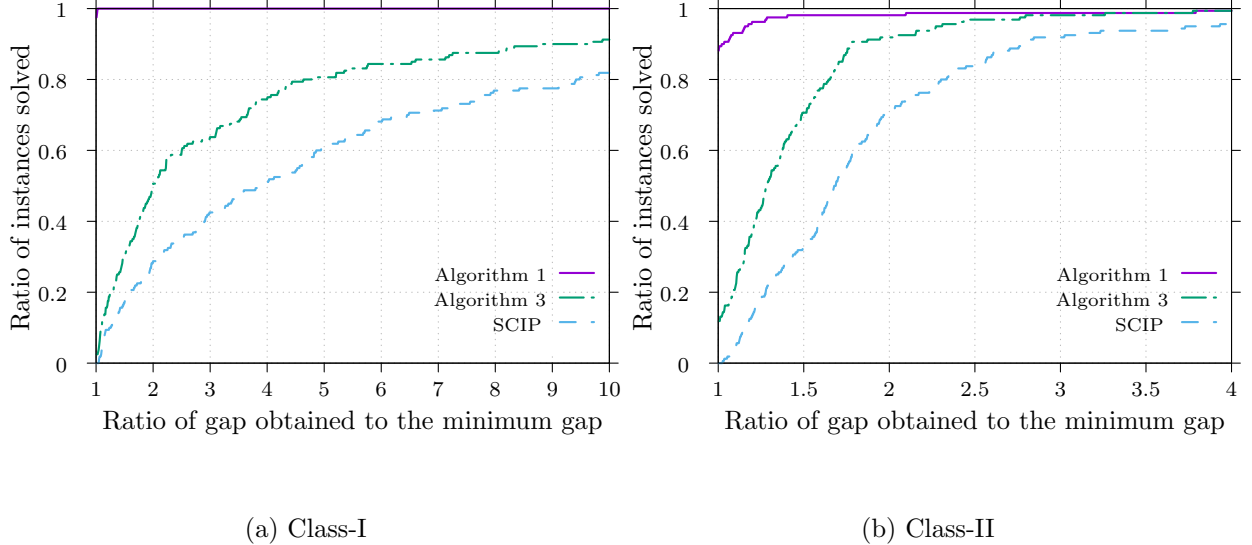 Ratio of instances solved
1
0.8
0.6
0.4
0.2
0
1 2 3 4 5 6 7 8 9 10
Algorithm 1
Algorithm 3
SCIP
Ratio of gap obtained to the minimum gap
(a) Class-I
Ratio of instances solved
1
0.8
0.6
0.4
0.2
0
1 1.5 2 2.5 3 3.5 4
Algorithm 1
Algorithm 3
SCIP
Ratio of gap obtained to the minimum gap
(b) Class-II